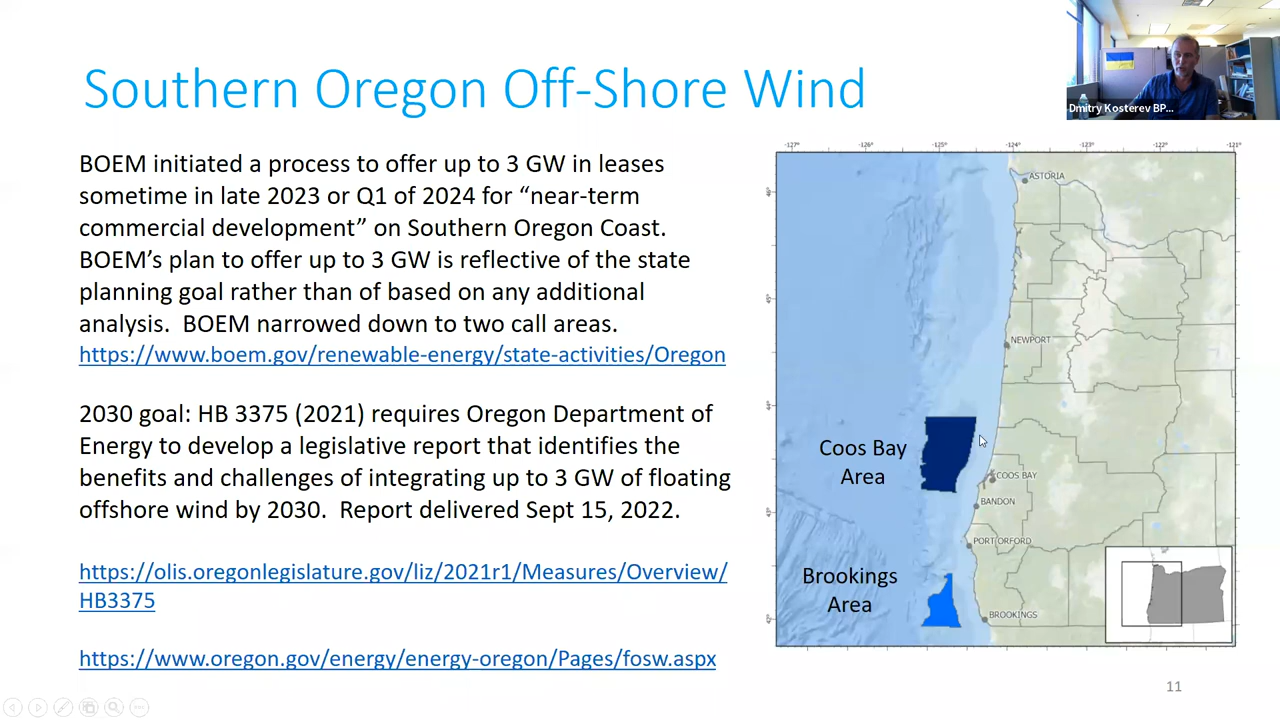 Southern Oregon Off-Shore Wind
Dmitry Kosterev BP...
BOEM initiated a process to offer up to 3 GW in leases
sometime in late 2023 or Q1 of 2024 for “near-term
commercial development” on Southern Oregon Coast.
BOEM’s plan to offer up to 3 GW is reflective of the state
planning goal rather than of based on any additional
analysis.  BOEM narrowed down to two call areas.
https://www.boem.gov/renewable-energy/state-activities/Oregon
2030 goal: HB 3375 (2021) requires Oregon Department of
Energy to develop a legislative report that identifies the
benefits and challenges of integrating up to 3 GW of floating
offshore wind by 2030.  Report delivered Sept 15, 2022.
https://olis.oregonlegislature.gov/liz/2021r1/Measures/Overview/
HB3375
https://www.oregon.gov/energy/energy-oregon/Pages/fosw.aspx
-127° -126° -125° -124° -123° -122° -121°
ASTORIA
NEWPORT
Coos Bay
Area
COOS BAY
BANDON
PORT ORFORD
Brookings
Area
BROOKINGS
11